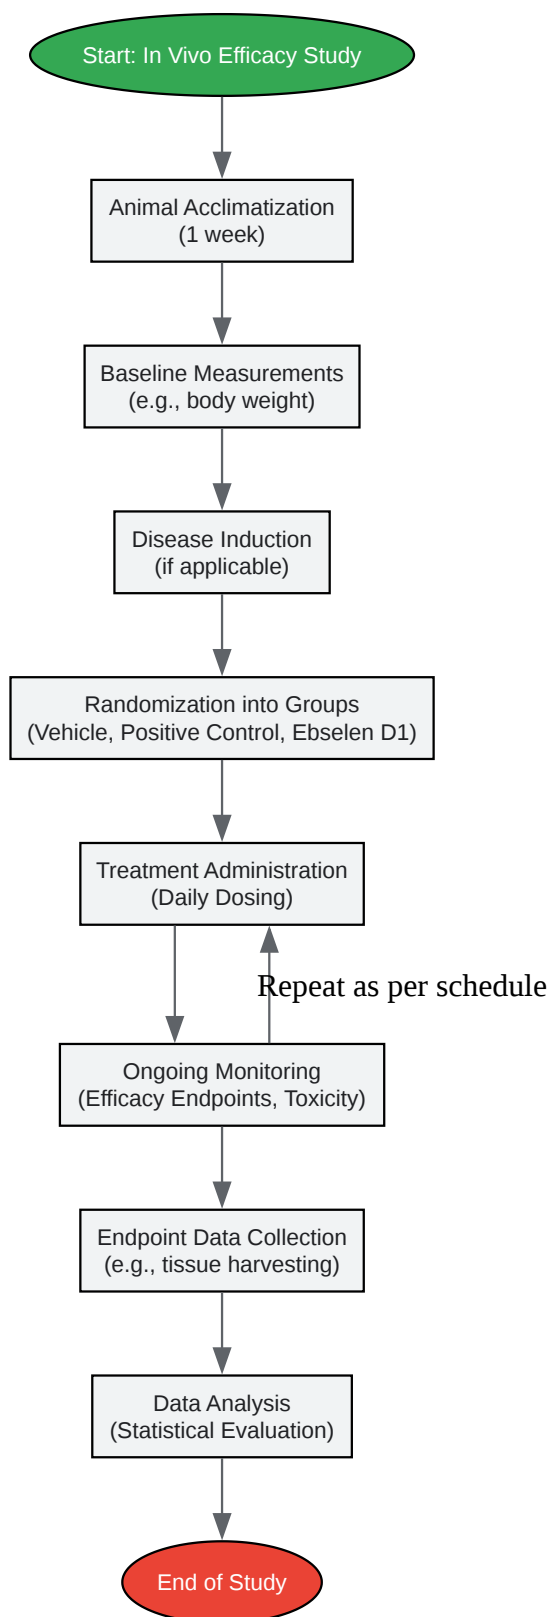 Start: In Vivo Efficacy Study
Animal Acclimatization
(1 week)
Baseline Measurements
(e.g., body weight)
Disease Induction
(if applicable)
Randomization into Groups
(Vehicle, Positive Control, Ebselen D1)
Treatment Administration
(Daily Dosing)
Repeat as per schedule
Ongoing Monitoring
(Efficacy Endpoints, Toxicity)
Endpoint Data Collection
(e.g., tissue harvesting)
Data Analysis
(Statistical Evaluation)
End of Study